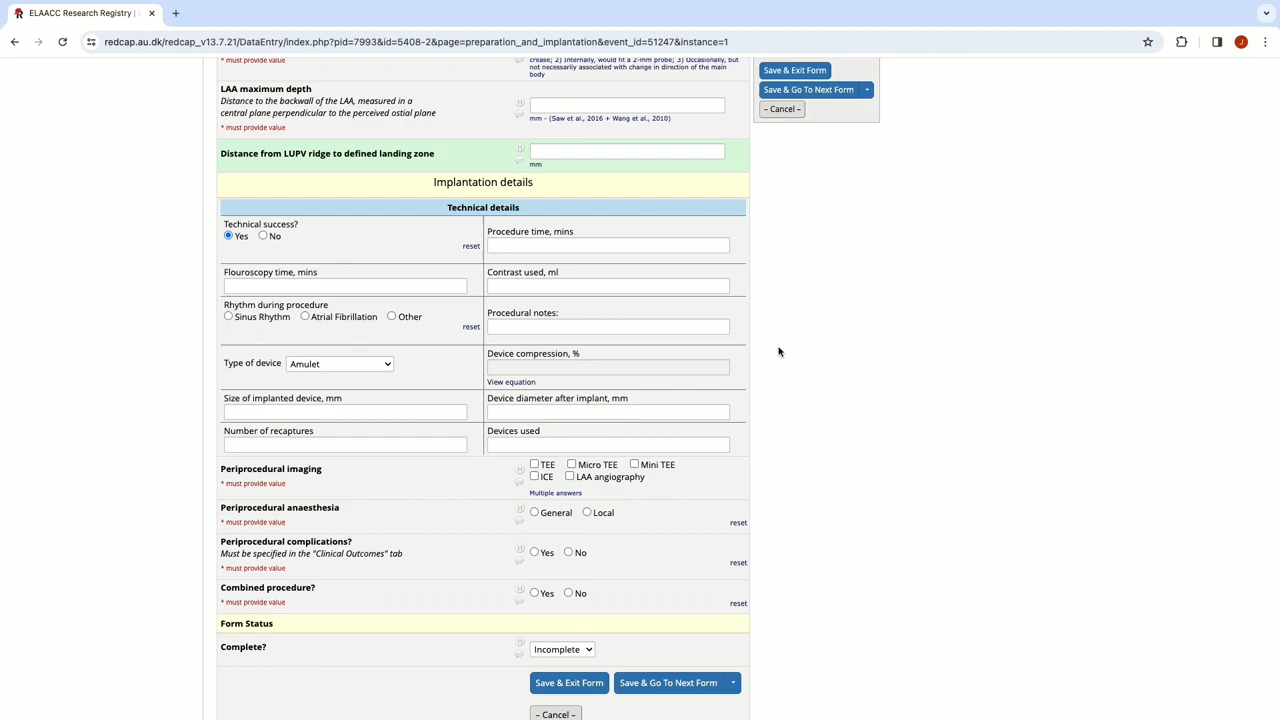 ELAACC Research Registry |
redcap.au.dk/redcap_v13.7.21/DataEntry/index.php?pid=7993&id=5408-2&page=preparation_and_implantation&event_id=51247&instance=1
J
* must provide value
crease; 2) Internally, would fit a 2-mm probe; 3) Occasionally, but
not necessarily associated with change in direction of the main
body
Save & Exit Form
Save & Go To Next Form
– Cancel –
LAA maximum depth
Distance to the backwall of the LAA, measured in a
central plane perpendicular to the perceived ostial plane
* must provide value
H
mm - (Saw et al., 2016 + Wang et al., 2010)
Distance from LUPV ridge to defined landing zone
H
mm
Implantation details
Technical details
Technical success?
Yes No
reset
Procedure time, mins
Flouroscopy time, mins
Contrast used, ml
Rhythm during procedure
Sinus Rhythm Atrial Fibrillation Other
reset
Procedural notes:
Type of device Amulet
Device compression, %
View equation
Size of implanted device, mm
Device diameter after implant, mm
Number of recaptures
Devices used
Periprocedural imaging
* must provide value
H
TEE Micro TEE Mini TEE
ICE LAA angiography
Multiple answers
Periprocedural anaesthesia
* must provide value
H
General Local
reset
Periprocedural complications?
Must be specified in the "Clinical Outcomes" tab
* must provide value
H
Yes No
reset
Combined procedure?
* must provide value
H
Yes No
reset
Form Status
Complete?
H
Incomplete
Save & Exit Form Save & Go To Next Form
– Cancel –